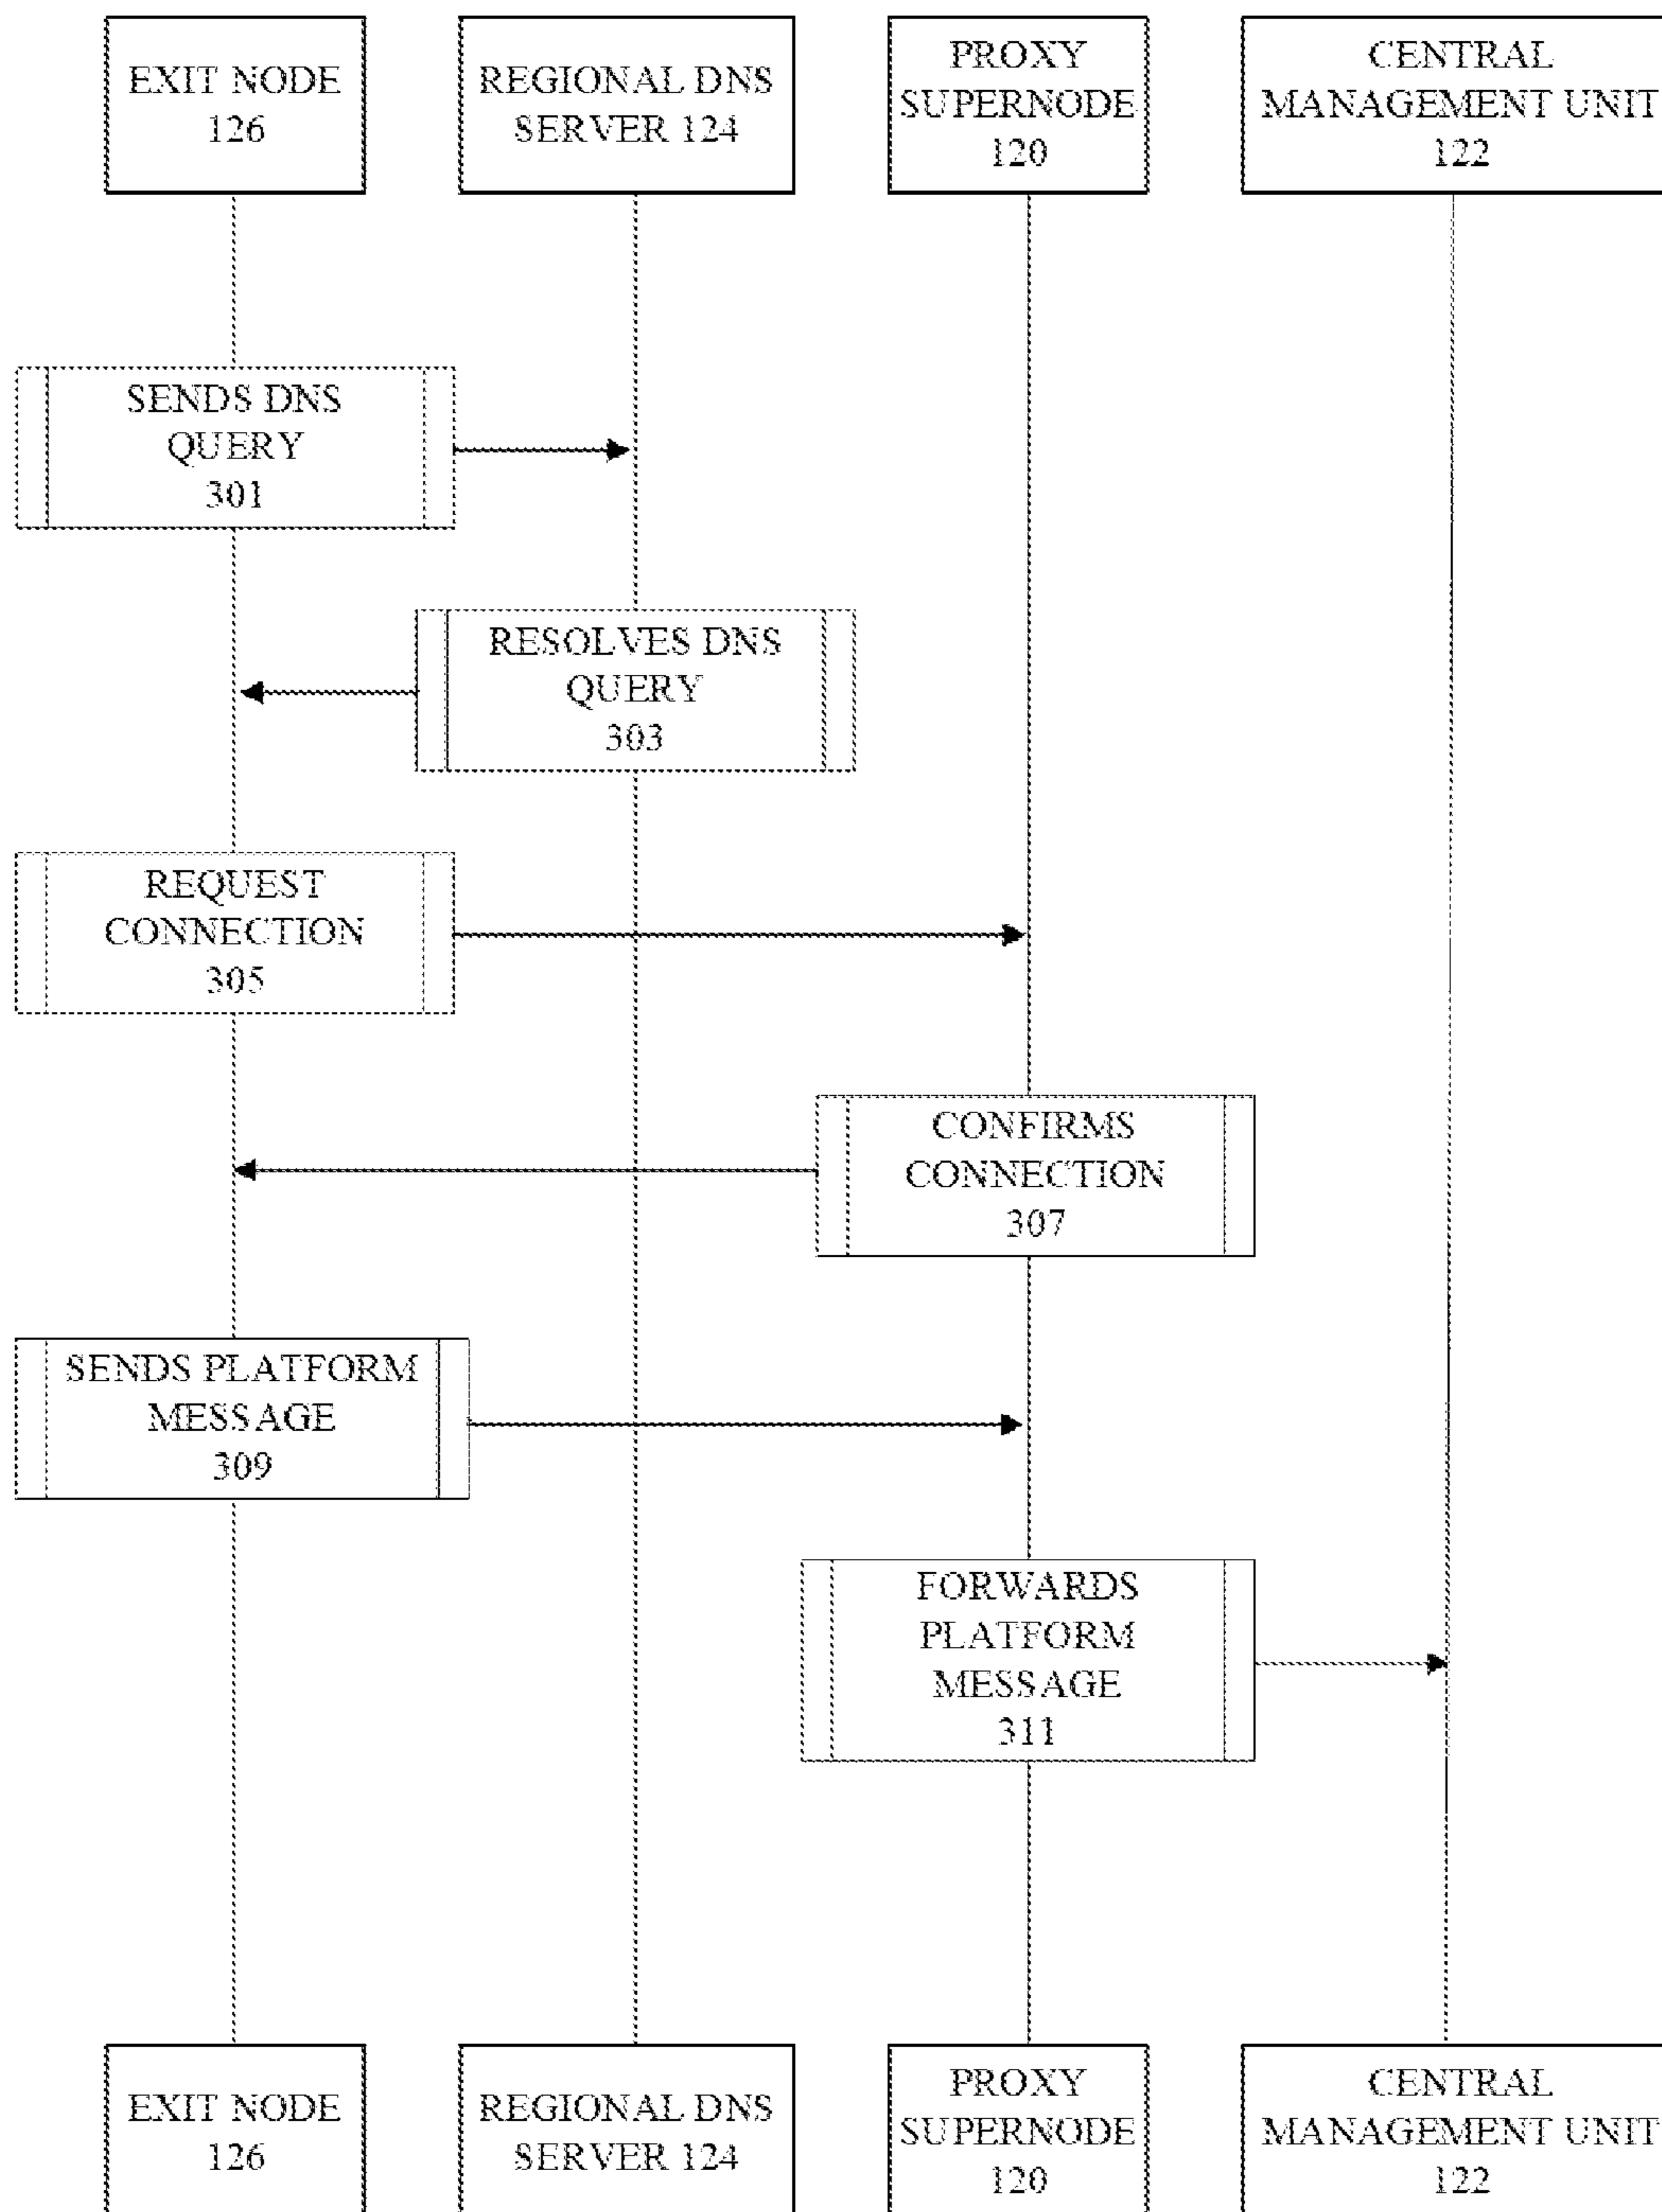 EXIT NODE
126
REGIONAL DNS
SERVER 124
PROXY
SUPERNODE
120
CENTRAL
MANAGEMENT UNIT
122
SENDS DNS
QUERY
301
RESOLVES DNS
QUERY
303
REQUEST
CONNECTION
305
CONFIRMS
CONNECTION
307
SENDS PLATFORM
MESSAGE
309
FORWARDS
PLATFORM
MESSAGE
311
EXIT NODE
126
REGIONAL DNS
SERVER 124
PROXY
SUPERNODE
120
CENTRAL
MANAGEMENT UNIT
122